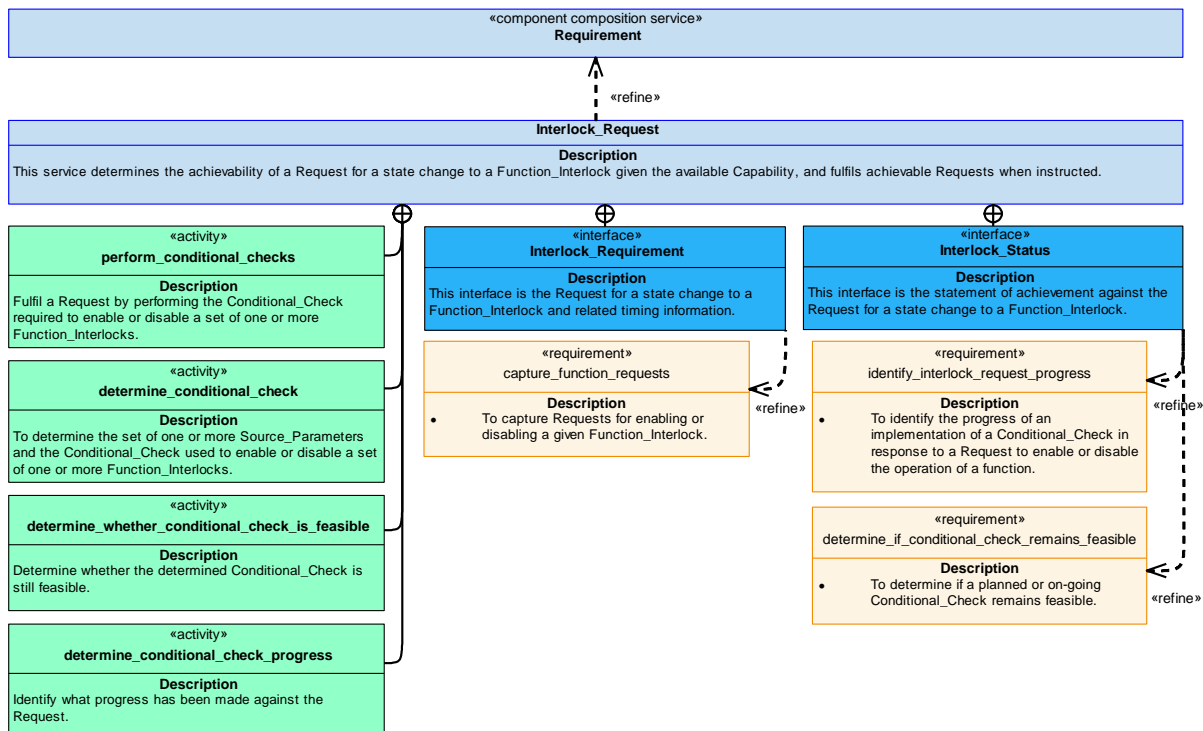 «component composition service»
Requirement
«refine»
Interlock_Request
Description
This service determines the achievability of a Request for a state change to a Function_Interlock given the available Capability, and fulfils achievable Requests when instructed.
«activity»
perform_conditional_checks
Description
Fulfil a Request by performing the Conditional_Check
required to enable or disable a set of one or more
Function_Interlocks.
«activity»
determine_conditional_check
Description
To determine the set of one or more Source_Parameters
and the Conditional_Check used to enable or disable a set
of one or more Function_Interlocks.
«activity»
determine_whether_conditional_check_is_feasible
Description
Determine whether the determined Conditional_Check is
still feasible.
«activity»
determine_conditional_check_progress
Description
Identify what progress has been made against the
Request.
«interface»
Interlock_Requirement
Description
This interface is the Request for a state change to a
Function_Interlock and related timing information.
«requirement»
capture_function_requests
Description
• To capture Requests for enabling or
disabling a given Function_Interlock.
«refine»
«interface»
Interlock_Status
Description
This interface is the statement of achievement against the
Request for a state change to a Function_Interlock.
«requirement»
identify_interlock_request_progress
Description
• To identify the progress of an
implementation of a Conditional_Check in
response to a Request to enable or disable
the operation of a function.
«refine»
«requirement»
determine_if_conditional_check_remains_feasible
Description
• To determine if a planned or on-going
Conditional_Check remains feasible.
«refine»